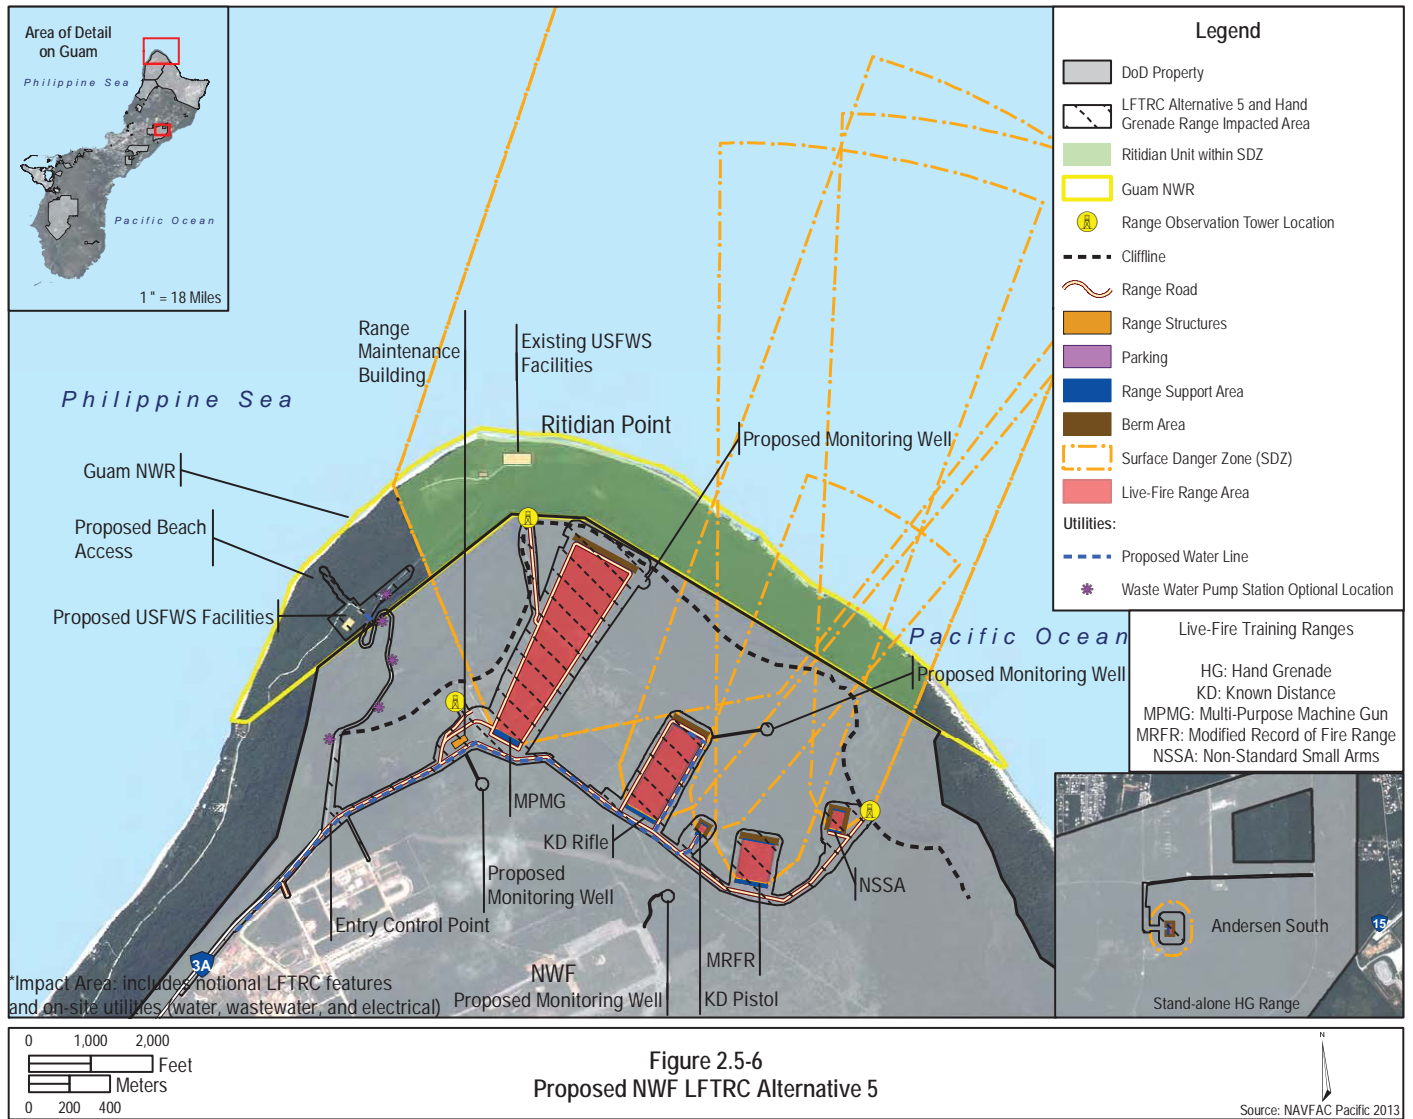 Area of Detail
on Guam
Philippine Sea
Pacific Ocean
1 " = 18 Miles
Legend
DoD Property
LFTRC Alternative 5 and Hand
Grenade Range Impacted Area
Ritidian Unit within SDZ
Guam NWR
Range Observation Tower Location
Cliffline
Range Road
Range Structures
Parking
Range Support Area
Berm Area
Surface Danger Zone (SDZ)
Live-Fire Range Area
Utilities:
Proposed Water Line
Waste Water Pump Station Optional Location
Live-Fire Training Ranges
HG: Hand Grenade
KD: Known Distance
MPMG: Multi-Purpose Machine Gun
MRFR: Modified Record of Fire Range
NSSA: Non-Standard Small Arms
Range
Maintenance
Building
Existing USFWS
Facilities
Philippine Sea
Ritidian Point
Proposed Monitoring Well
Guam NWR
Proposed Beach
Access
Proposed USFWS Facilities
Pacific Ocean
Proposed Monitoring Well
MPMG
KD Rifle
Proposed
Monitoring Well
NSSA
Entry Control Point
MRFR
3A
NWF
Proposed Monitoring Well
KD Pistol
*Impact Area: includes notional LFTRC features
and on-site utilities (water, wastewater, and electrical)
Andersen South
15
Stand-alone HG Range
0 1,000 2,000
Feet
Meters
0 200 400
Figure 2.5-6
Proposed NWF LFTRC Alternative 5
N
Source: NAVFAC Pacific 2013